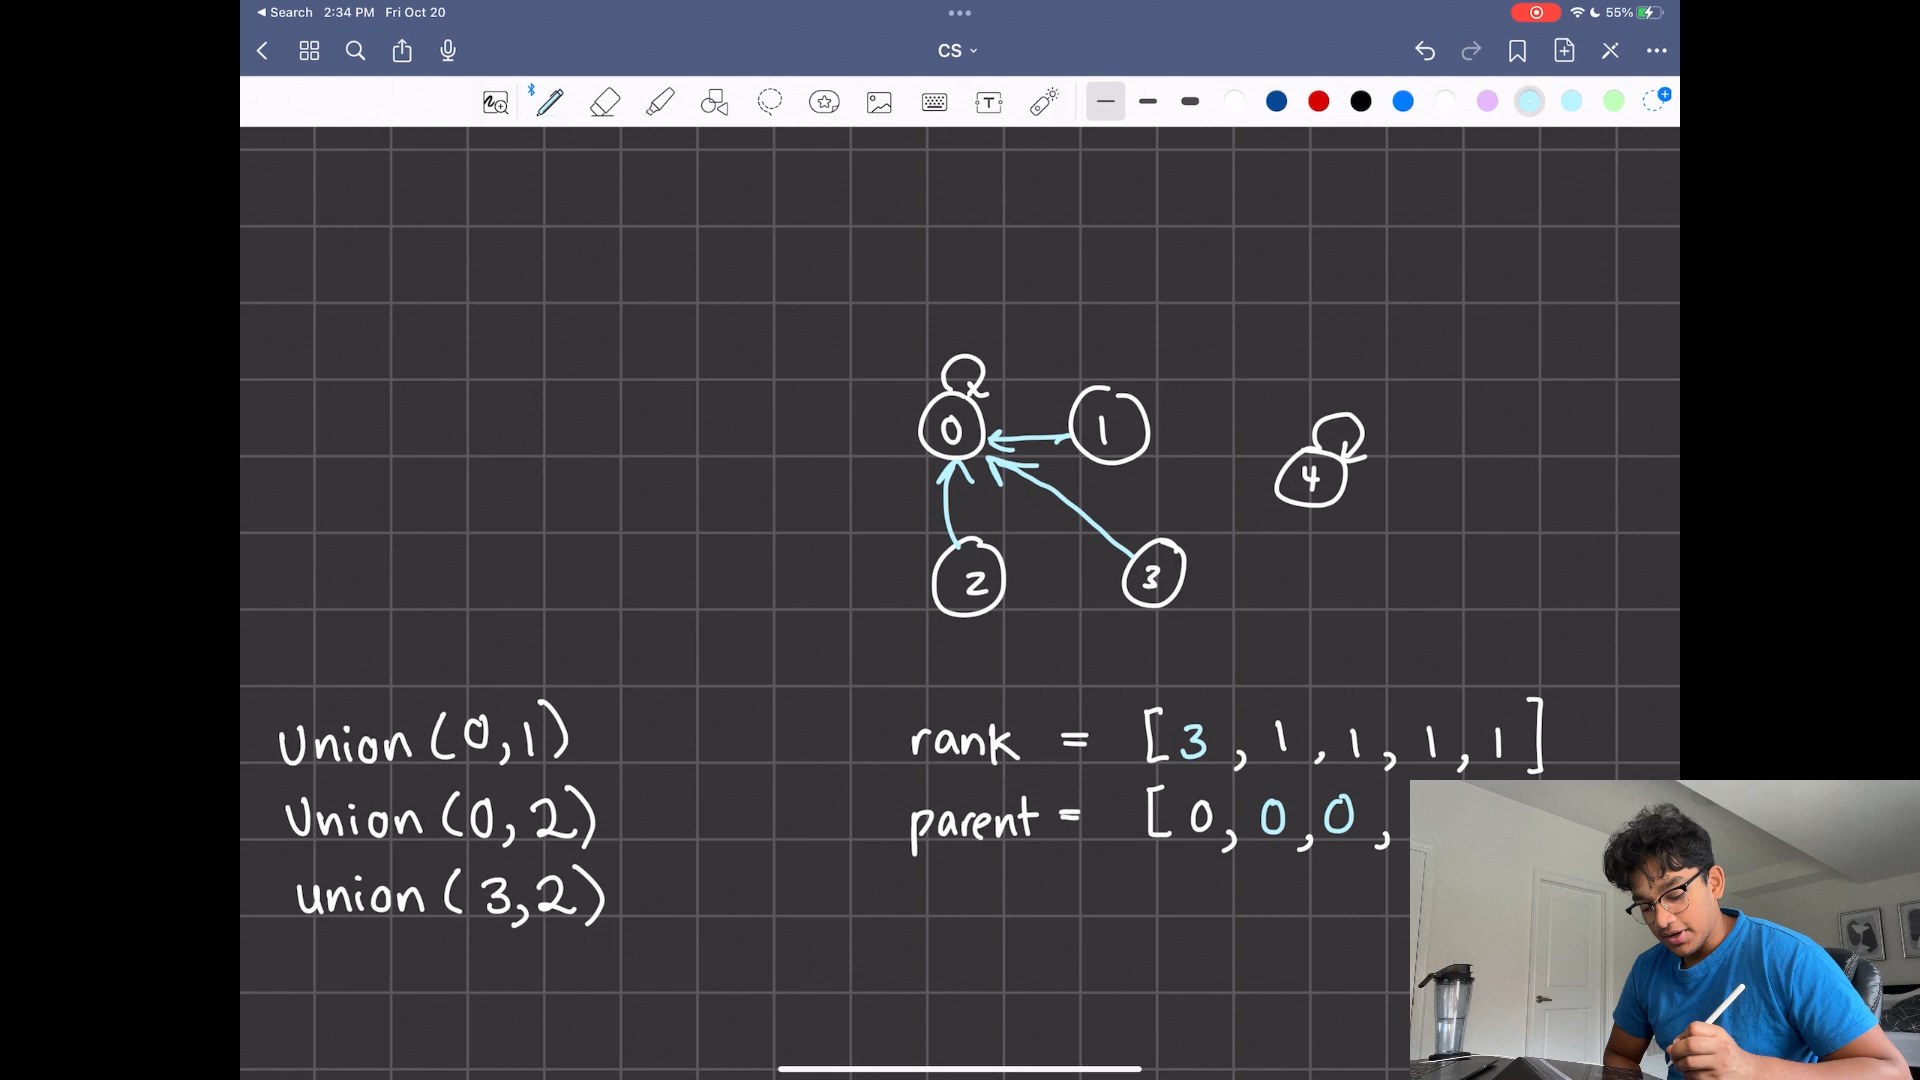 Search 2:34 PM Fri Oct 20
55%
CS
T
0
1
4
2
3
Union (0,1)
Union (0,2)
union (3,2)
rank = [3, 1, 1, 1, 1]
parent = [0, 0, 0,